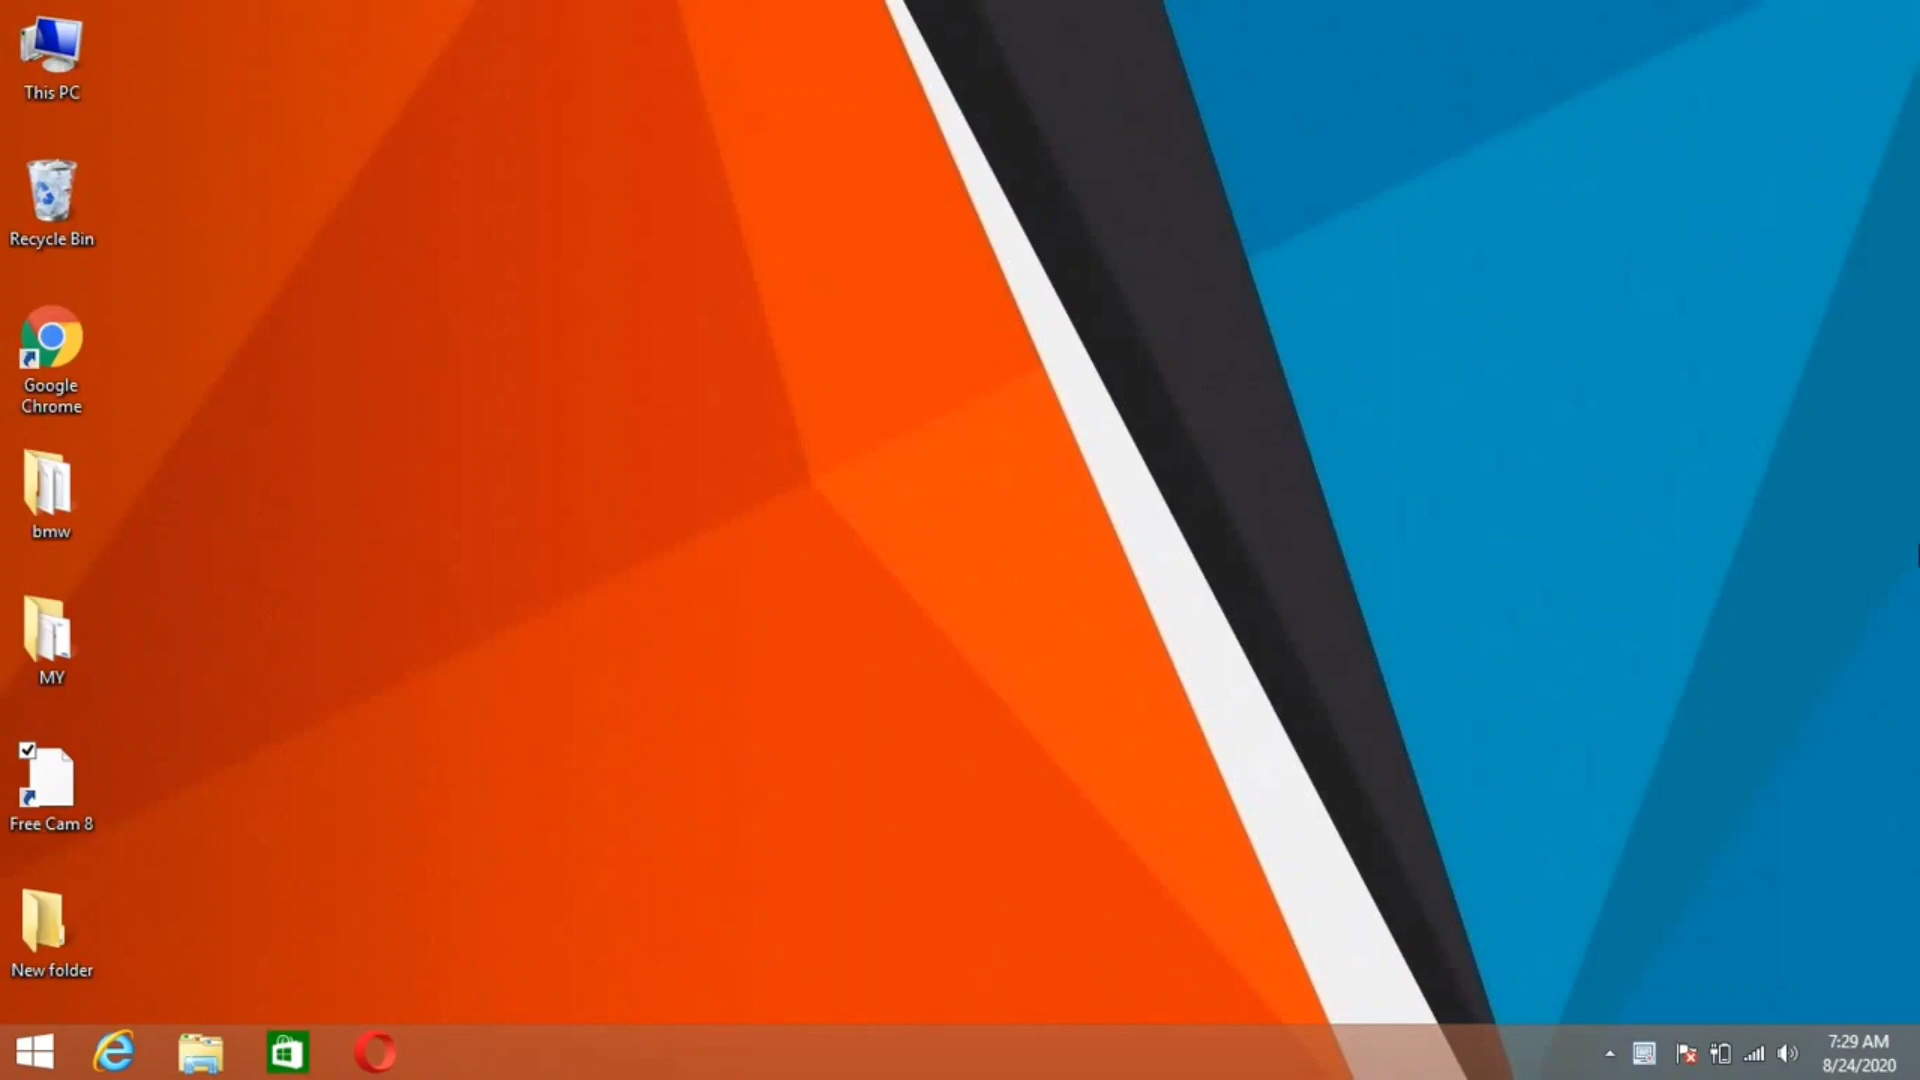 This PC
Recycle Bin
Google
Chrome
bmw
MY
Free Cam 8
New folder
7:29 AM
8/24/2020